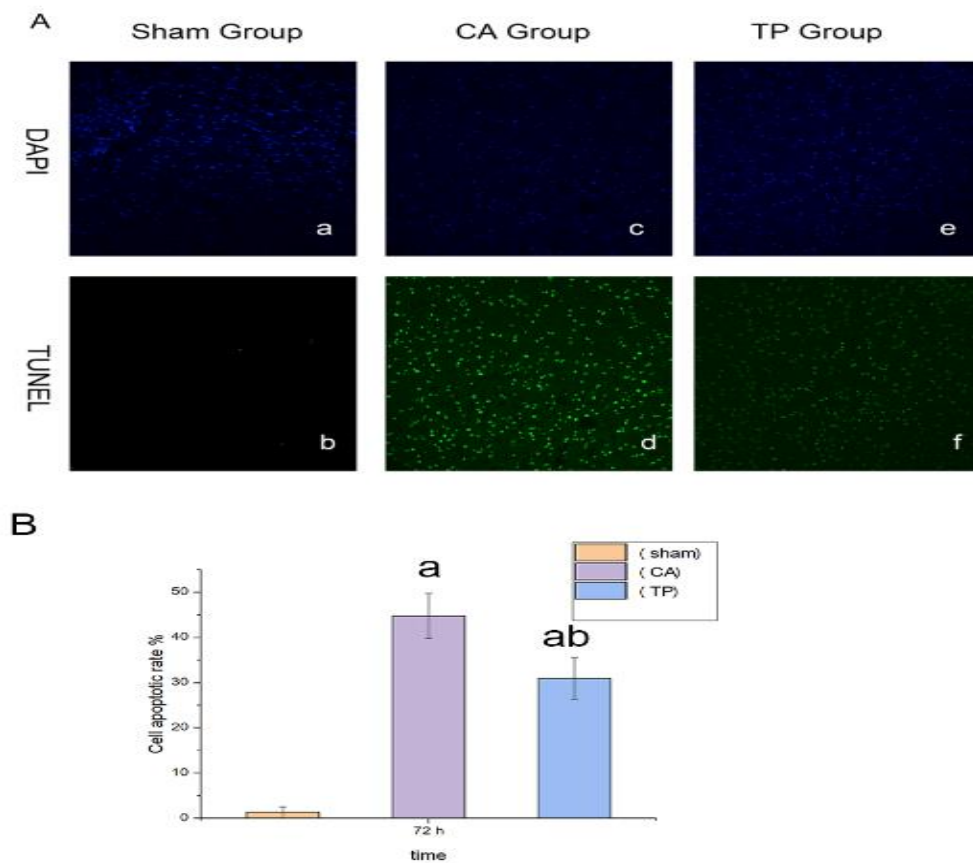 A
Sham Group CA Group TP Group
DAPI
a c e
TUNEL
b d f
B
( sham)
( CA)
( TP)
a
ab
Cell apoptotic rate %
50
40
30
20
10
0
72 h
time